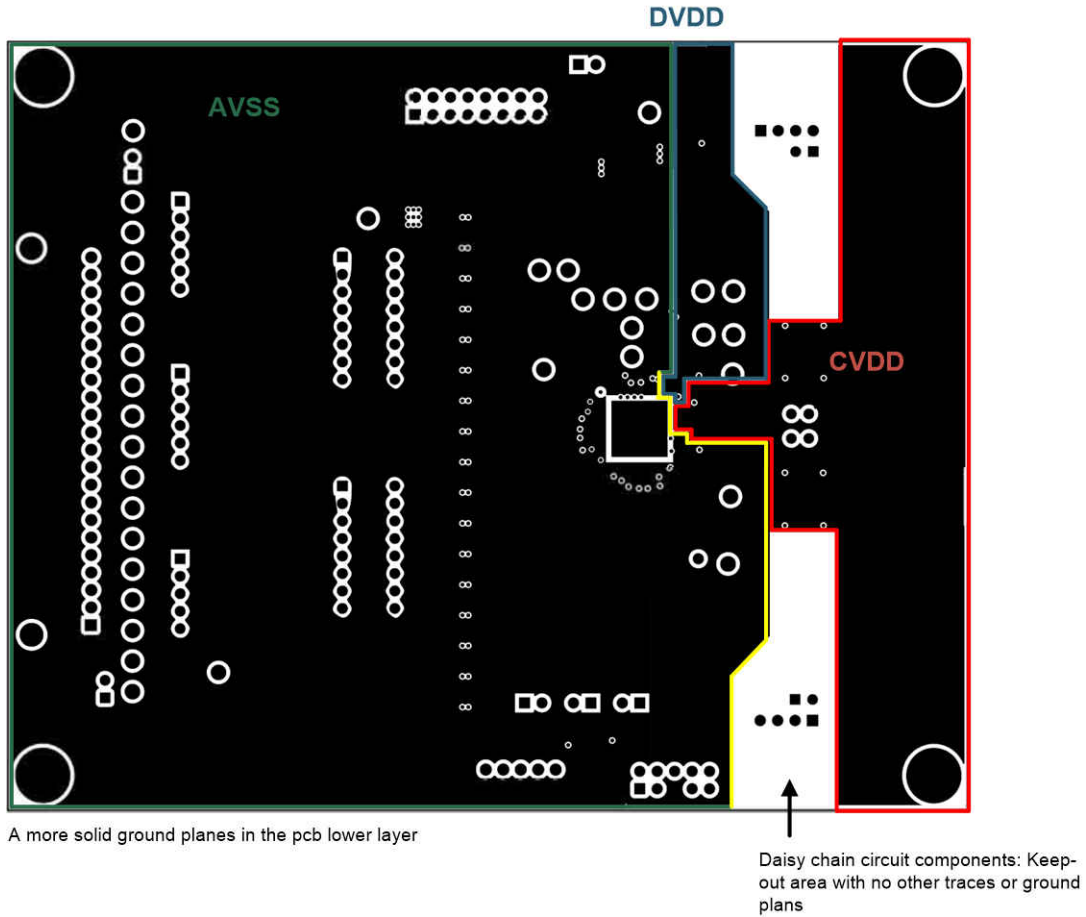 DVDD
AVSS
CVDD
A more solid ground planes in the pcb lower layer
Daisy chain circuit components: Keep-
out area with no other traces or ground
plans